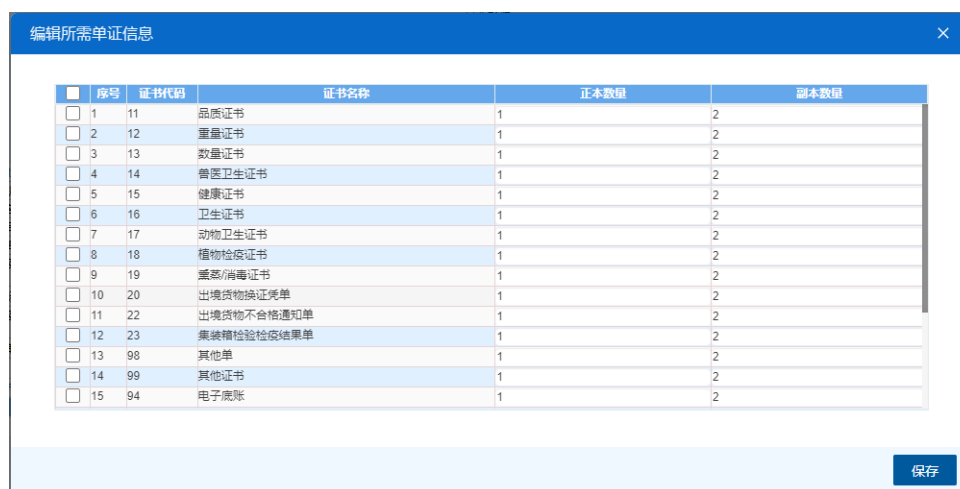 编辑所需单证信息
序号 证书代码 证书名称 正本数量 副本数量
1 11 品质证书 1 2
2 12 重量证书 1 2
3 13 数量证书 1 2
4 14 兽医卫生证书 1 2
5 15 健康证书 1 2
6 16 卫生证书 1 2
7 17 动物卫生证书 1 2
8 18 植物检疫证书 1 2
9 19 熏蒸/消毒证书 1 2
10 20 出境货物换证凭单 1 2
11 22 出境货物不合格通知单 1 2
12 23 集装箱检验检疫结果单 1 2
13 98 其他单 1 2
14 99 其他证书 1 2
15 94 电子底账 1 2
保存